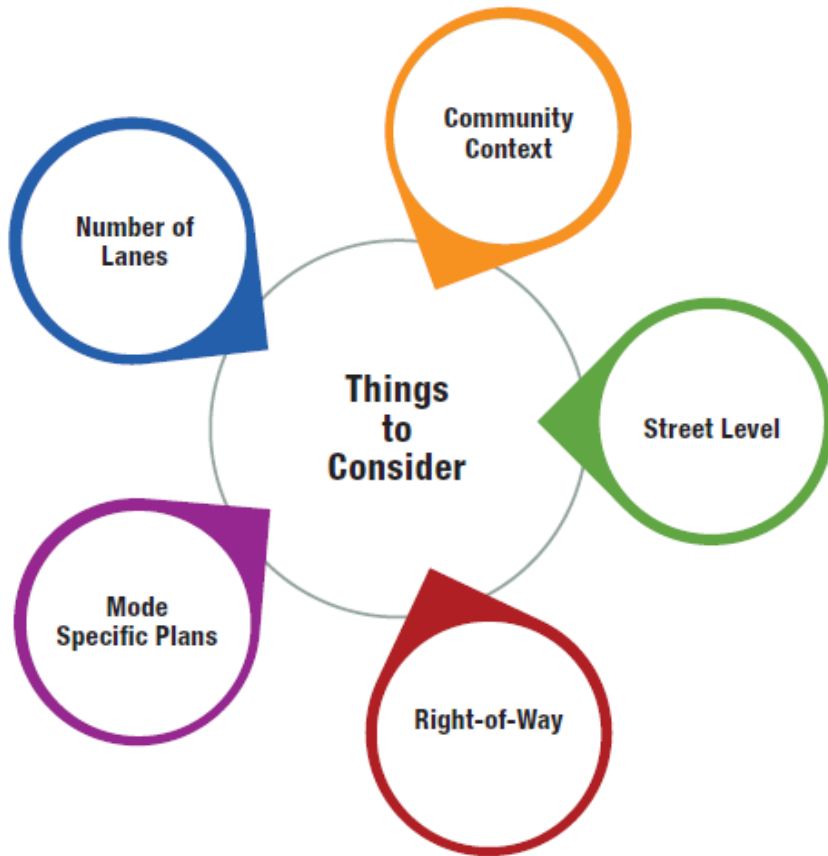 Community
Context
Number of
Lanes
Things
to
Consider
Street Level
Mode
Specific Plans
Right-of-Way